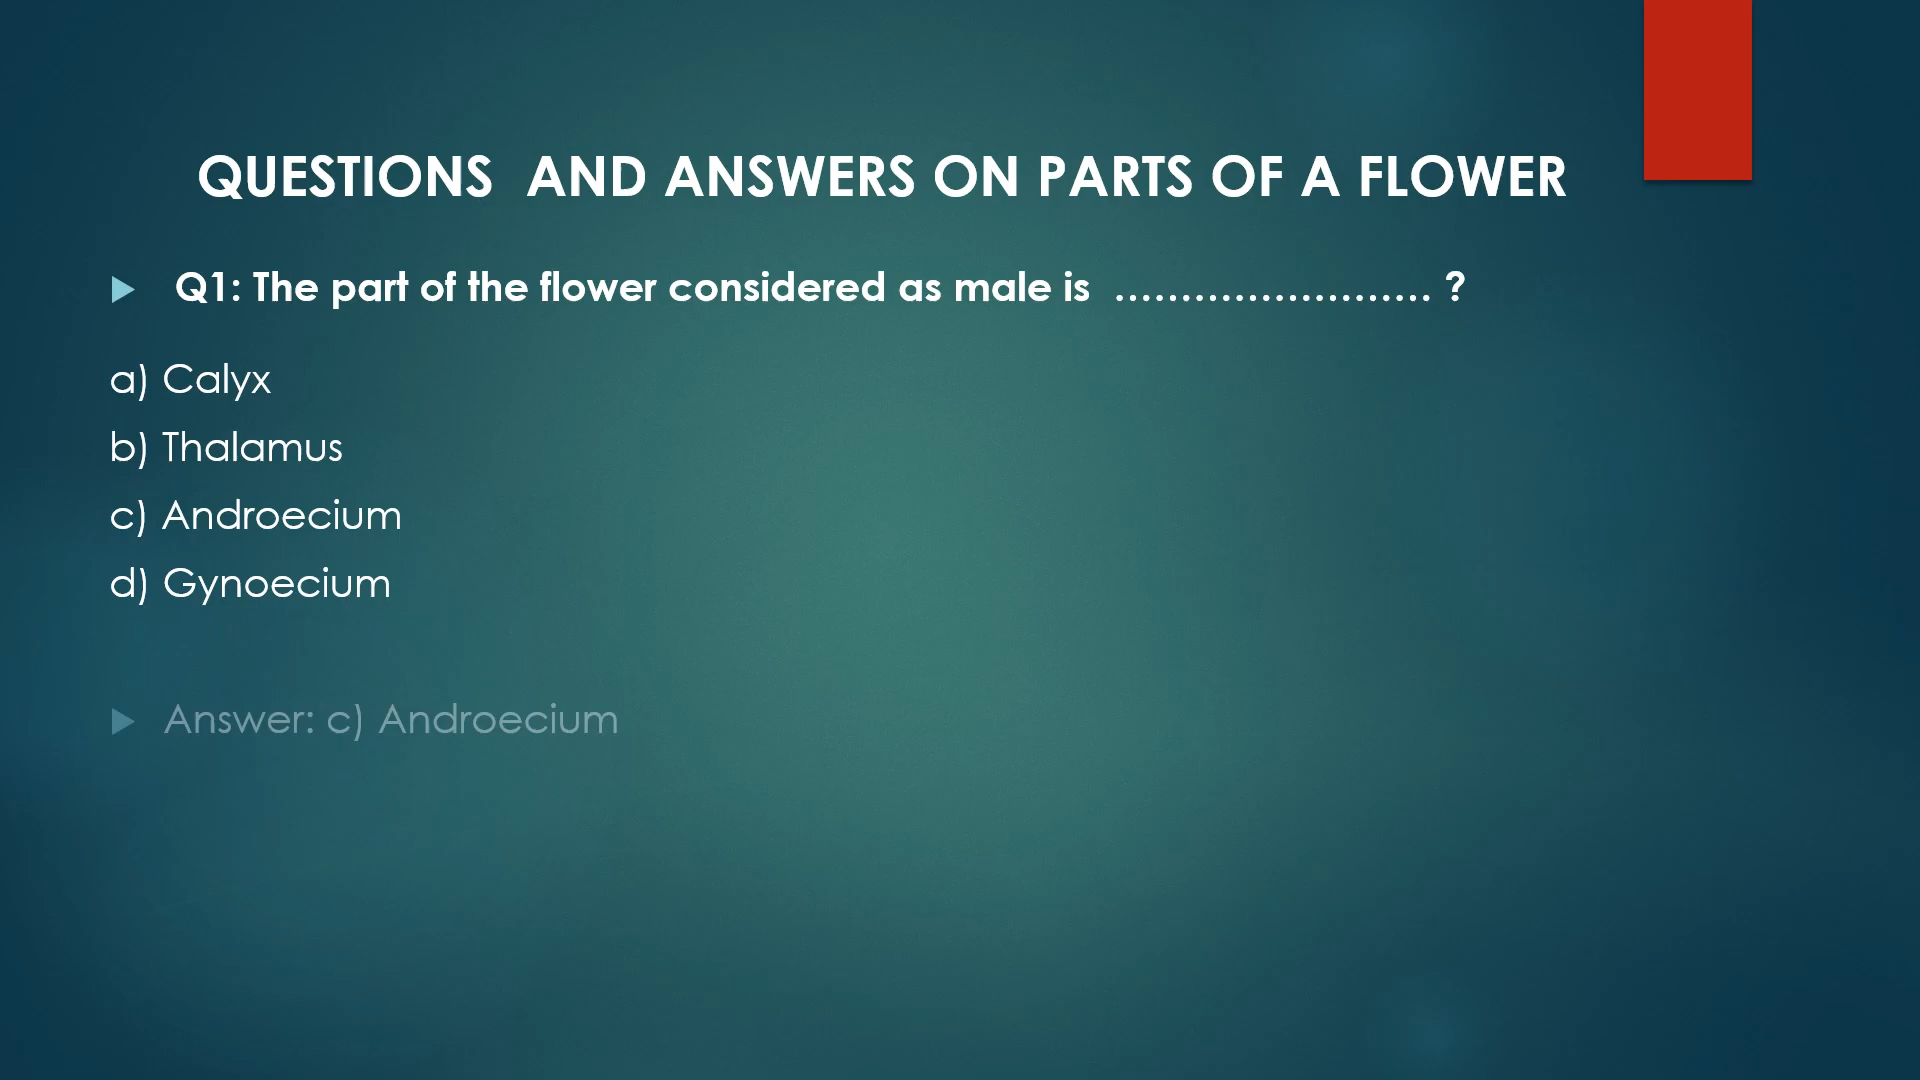 QUESTIONS  AND ANSWERS ON PARTS OF A FLOWER
Q1: The part of the flower considered as male is  ........................ ?
a) Calyx
b) Thalamus
c) Androecium
d) Gynoecium
Answer: c) Androecium